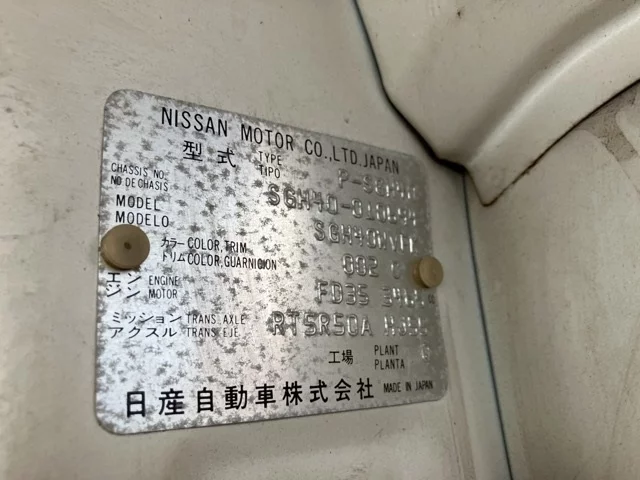 NISSAN MOTOR CO.,LTD.JAPAN
型式 TYPE TIPO
CHASSIS NO. NO DE CHASIS
MODEL MODELO
カラー COLOR,TRIM 002
トリム COLOR,GUARNICION
エンジン ENGINE MOTOR FD35
ミッション TRANS. AXLE RT5R50A
アクスル TRANS. EJE
工場 PLANT PLANTA
日産自動車株式会社 MADE IN JAPAN